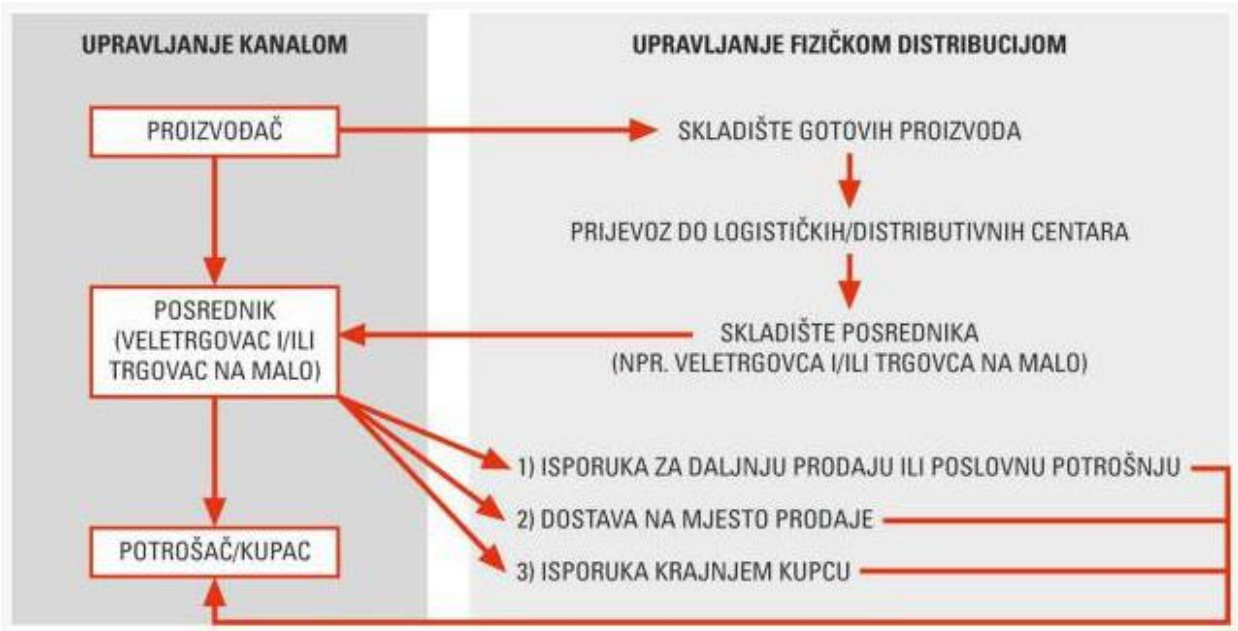 UPRAVLJANJE KANALOM
PROIZVOĐAČ
POSREDNIK
(VELETRGOVAC I/ILI
TRGOVAC NA MALO)
POTROŠAČ/KUPAC
UPRAVLJANJE FIZIČKOM DISTRIBUCIJOM
SKLADIŠTE GOTOVIH PROIZVODA
PRIJEVOZ DO LOGISTIČKIH/DISTRIBUTIVNIH CENTARA
SKLADIŠTE POSREDNIKA
(NPR. VELETRGOVCA I/ILI TRGOVCA NA MALO)
1) ISPORUKA ZA DALJNJU PRODAJU ILI POSLOVNU POTROŠNJU
2) DOSTAVA NA MJESTO PRODAJE
3) ISPORUKA KRAJNJEM KUPCU